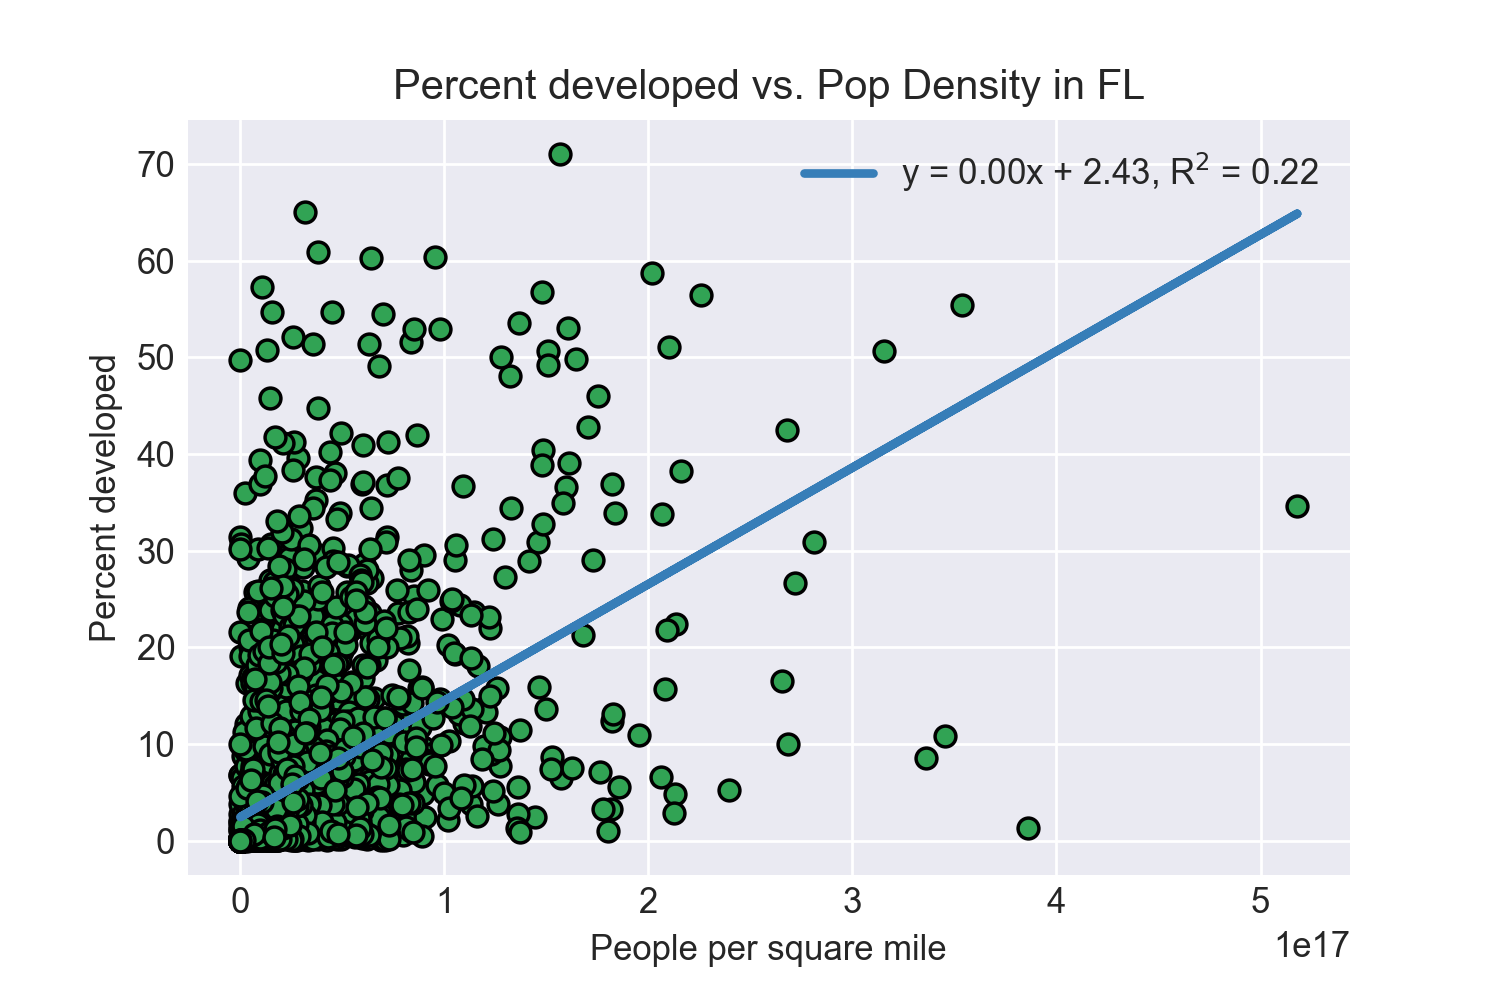 Percent developed vs. Pop Density in FL
y = 0.00x + 2.43, R² = 0.22
70
60
50
40
30
20
10
0
Percent developed
0 1 2 3 4 5
People per square mile
1e17